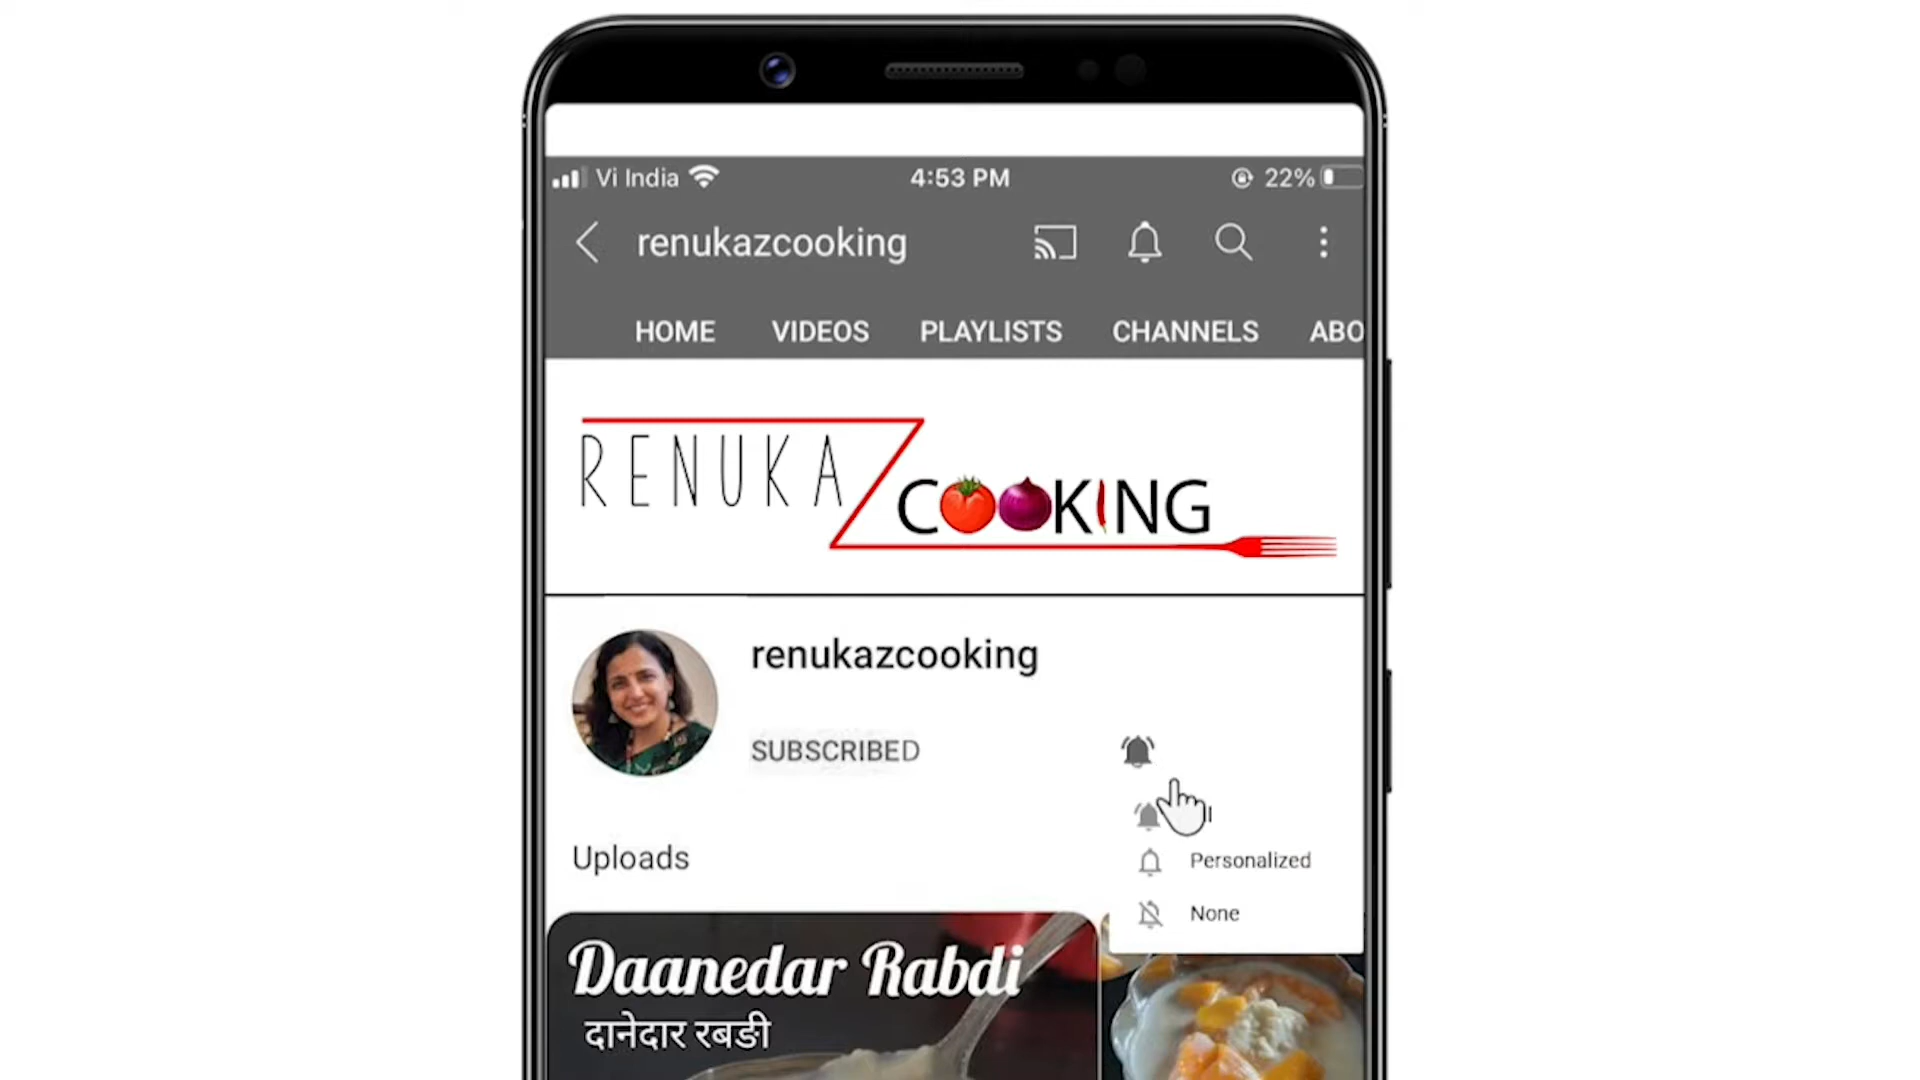 Vi India 4:53 PM 22%
renukazcooking
HOME VIDEOS PLAYLISTS CHANNELS ABO
RENUKA Z COOKING
renukazcooking
SUBSCRIBED
Uploads
Personalized
None
Daanedar Rabdi
दानेदार रबड़ी